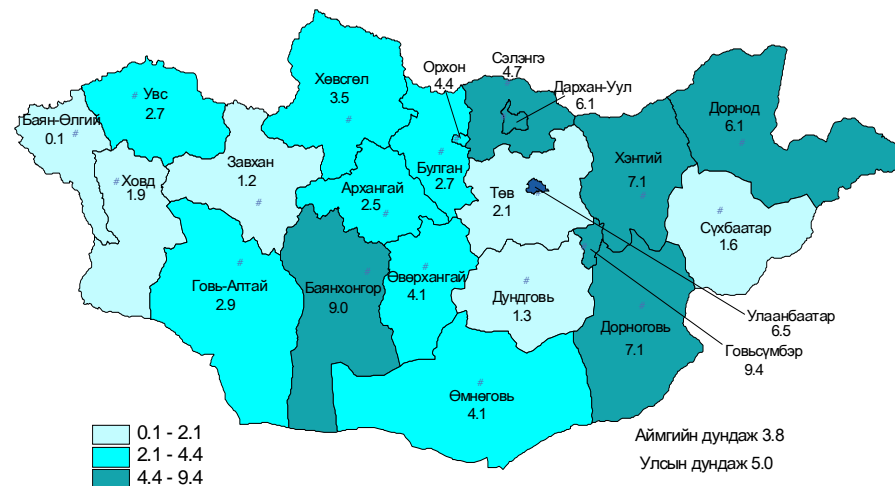 Увс
2.7
Баян-Өлгий
0.1
Ховд
1.9
Завхан
1.2
Хөвсгөл
3.5
Орхон
4.4
Сэлэнгэ
4.7
Дархан-Уул
6.1
Дорнод
6.1
Хэнтий
7.1
Булган
2.7
Архангай
2.5
Төв
2.1
Сүхбаатар
1.6
Говь-Алтай
2.9
Баянхонгор
9.0
Өвөрхангай
4.1
Дундговь
1.3
Дорноговь
7.1
Улаанбаатар
6.5
Говьсүмбэр
9.4
Өмнөговь
4.1
0.1 - 2.1
2.1 - 4.4
4.4 - 9.4
Аймгийн дундаж 3.8
Улсын дундаж 5.0